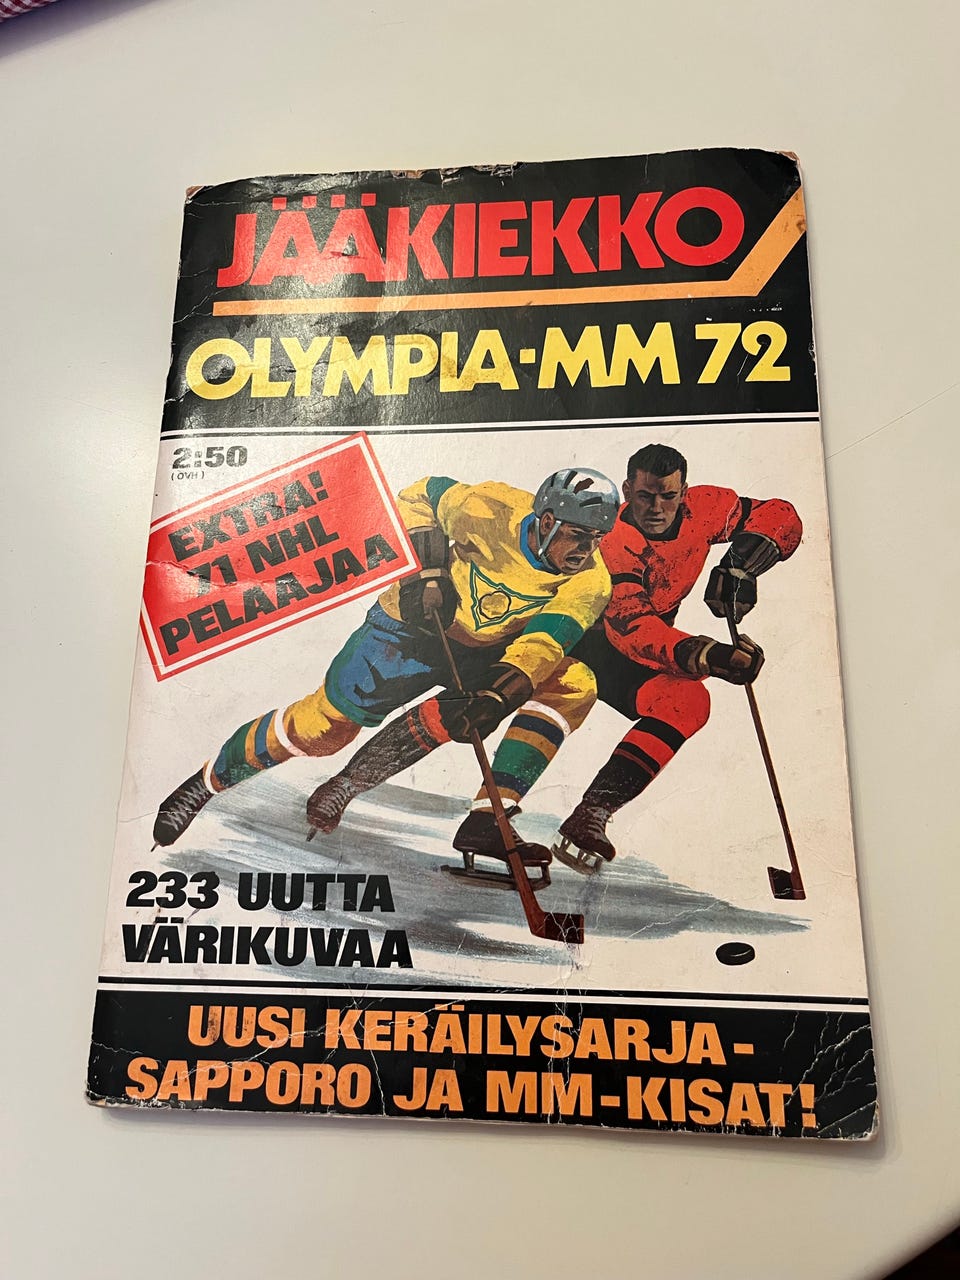 JÄÄKIEKKO
OLYMPIA-MM 72
2:50
(OVH)
EXTRA!
71 NHL
PELAAJAA
233 UUTTA
VÄRIKUVAA
UUSI KERÄILYSARJA-
SAPPORO JA MM-KISAT!